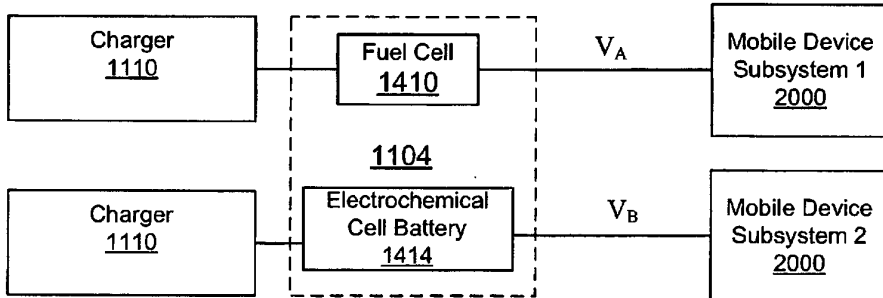 Charger
1110
Fuel Cell
1410
V_A
Mobile Device
Subsystem 1
2000
1104
Charger
1110
Electrochemical
Cell Battery
1414
V_B
Mobile Device
Subsystem 2
2000